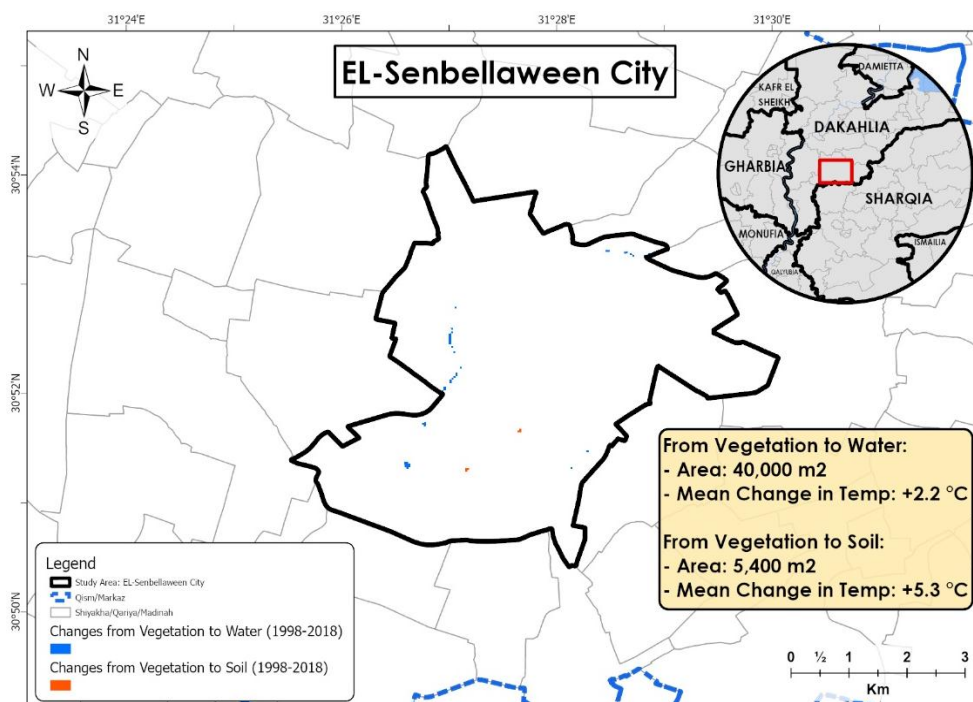 31°24'E
31°26'E
31°28'E
31°30'E
N
W
E
S
EL-Senbellaween City
DAMIETTA
KAFR EL
SHEIKH
DAKAHLIA
GHARBIA
SHARQIA
MONUFIA
ISMAILIA
QALYUBIA
30°54'N
30°52'N
30°50'N
From Vegetation to Water:
- Area: 40,000 m2
- Mean Change in Temp: +2.2 °C
From Vegetation to Soil:
- Area: 5,400 m2
- Mean Change in Temp: +5.3 °C
Legend
Study Area: EL-Senbellaween City
Qism/Markaz
Shiyakha/Qariya/Madinah
Changes from Vegetation to Water (1998-2018)
Changes from Vegetation to Soil (1998-2018)
0 ½ 1 2 3
Km